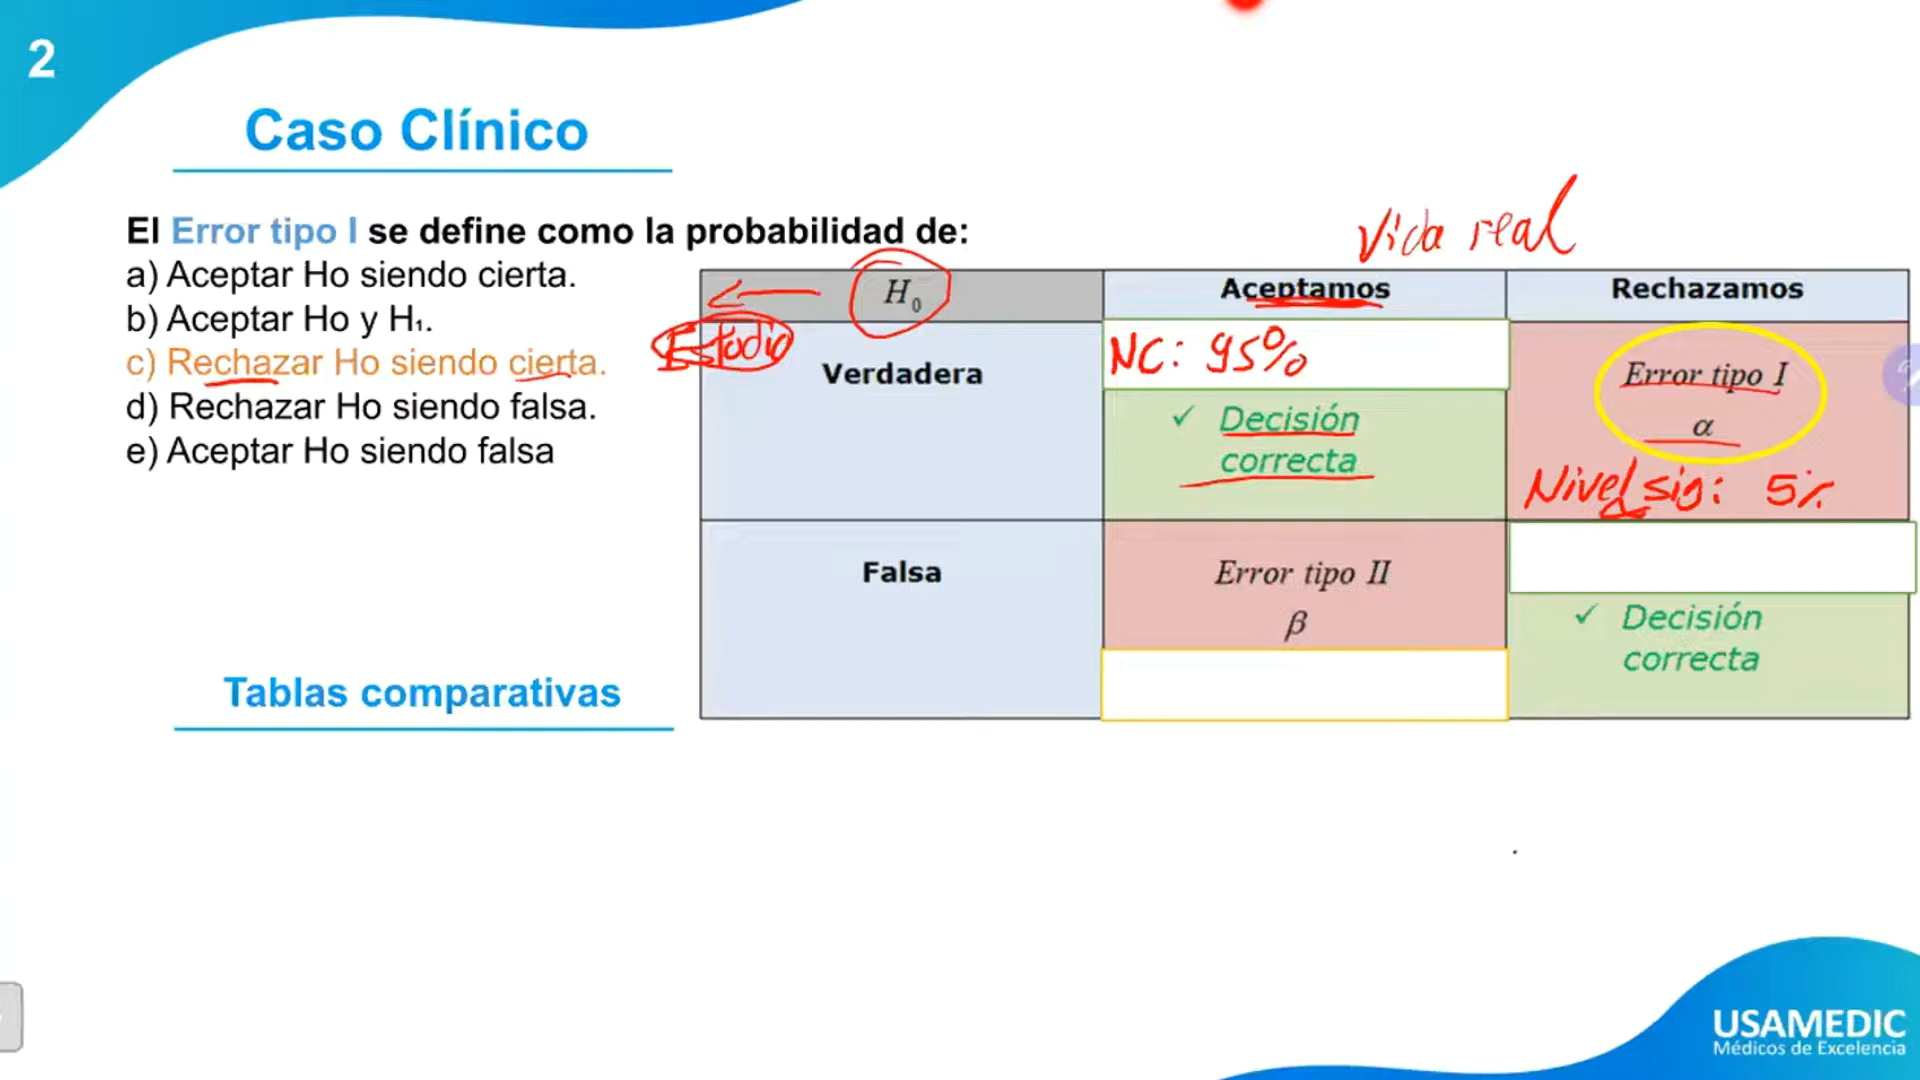 2
Caso Clínico
El Error tipo I se define como la probabilidad de:
a) Aceptar Ho siendo cierta.
b) Aceptar Ho y H₁.
c) Rechazar Ho siendo cierta.
d) Rechazar Ho siendo falsa.
e) Aceptar Ho siendo falsa
Tablas comparativas
Vida real
H₀ Aceptamos Rechazamos
Estudio
Verdadera
NC: 95%
✓ Decisión
correcta
Error tipo I
α
Nivel sig: 5%
Falsa
Error tipo II
β
✓ Decisión
correcta
USAMEDIC
Médicos de Excelencia